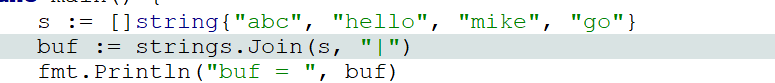 main() {
s := []string{"abc", "hello", "mike", "go"}
buf := strings.Join(s, "|")
fmt.Println("buf = ", buf)